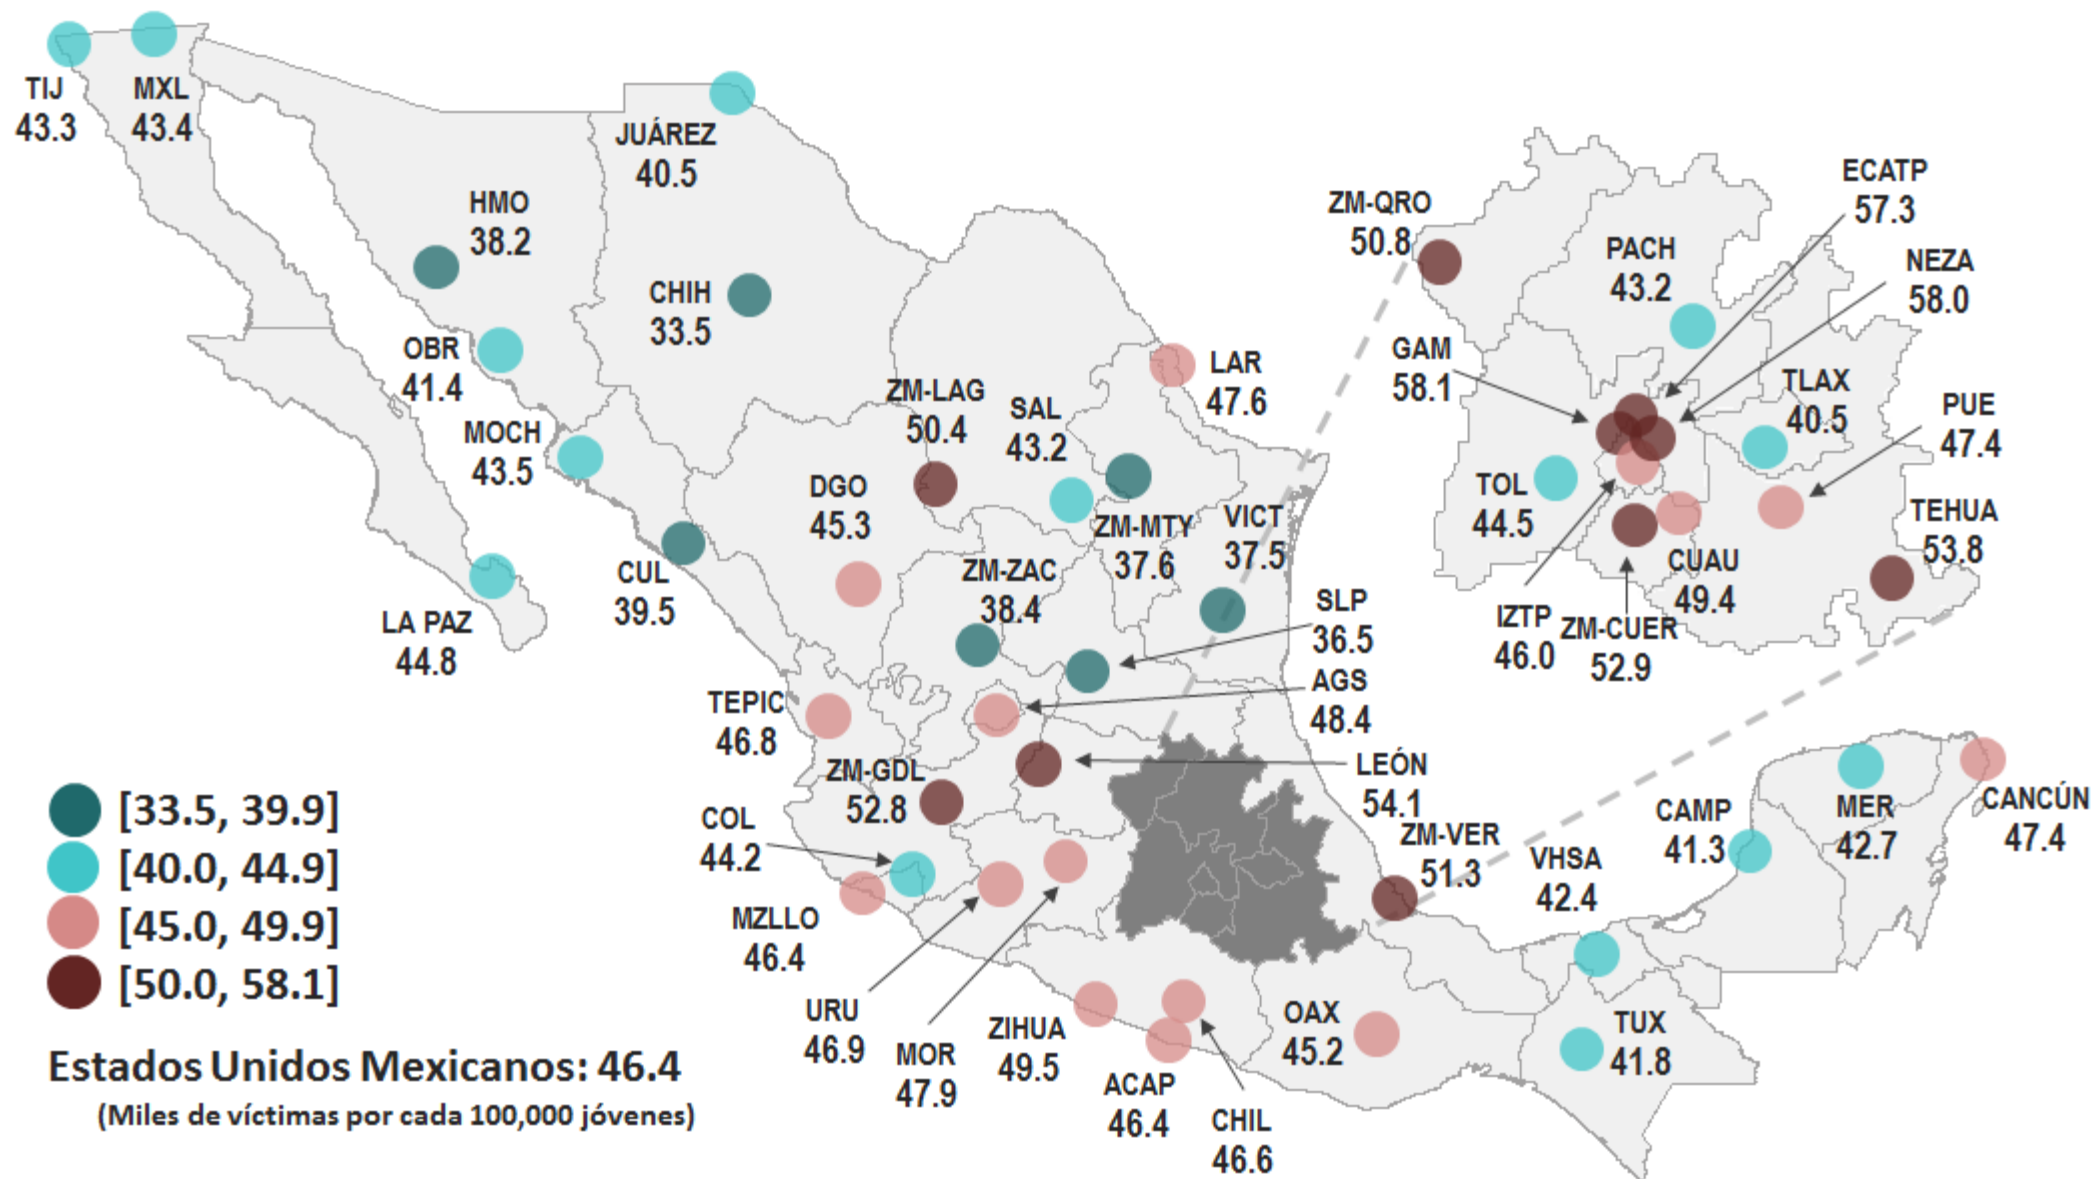 TIJ
43.3
MXL
43.4
JUÁREZ
40.5
HMO
38.2
CHIH
33.5
OBR
41.4
MOCH
43.5
LAR
47.6
ZM-LAG
50.4
SAL
43.2
DGO
45.3
ZM-MTY
37.6
VICT
37.5
CUL
39.5
ZM-ZAC
38.4
LA PAZ
44.8
SLP
36.5
AGS
48.4
TEPIC
46.8
ZM-GDL
52.8
LEÓN
54.1
COL
44.2
MZLLO
46.4
ZM-VER
51.3
URU
46.9
MOR
47.9
ZIHUA
49.5
ACAP
46.4
CHIL
46.6
OAX
45.2
VHSA
42.4
TUX
41.8
CAMP
41.3
MER
42.7
CANCÚN
47.4
ZM-QRO
50.8
PACH
43.2
ECATP
57.3
NEZA
58.0
GAM
58.1
TLAX
40.5
PUE
47.4
TOL
44.5
TEHUA
53.8
CUAU
49.4
IZTP
46.0
ZM-CUER
52.9
[33.5, 39.9]
[40.0, 44.9]
[45.0, 49.9]
[50.0, 58.1]
Estados Unidos Mexicanos: 46.4
(Miles de víctimas por cada 100,000 jóvenes)